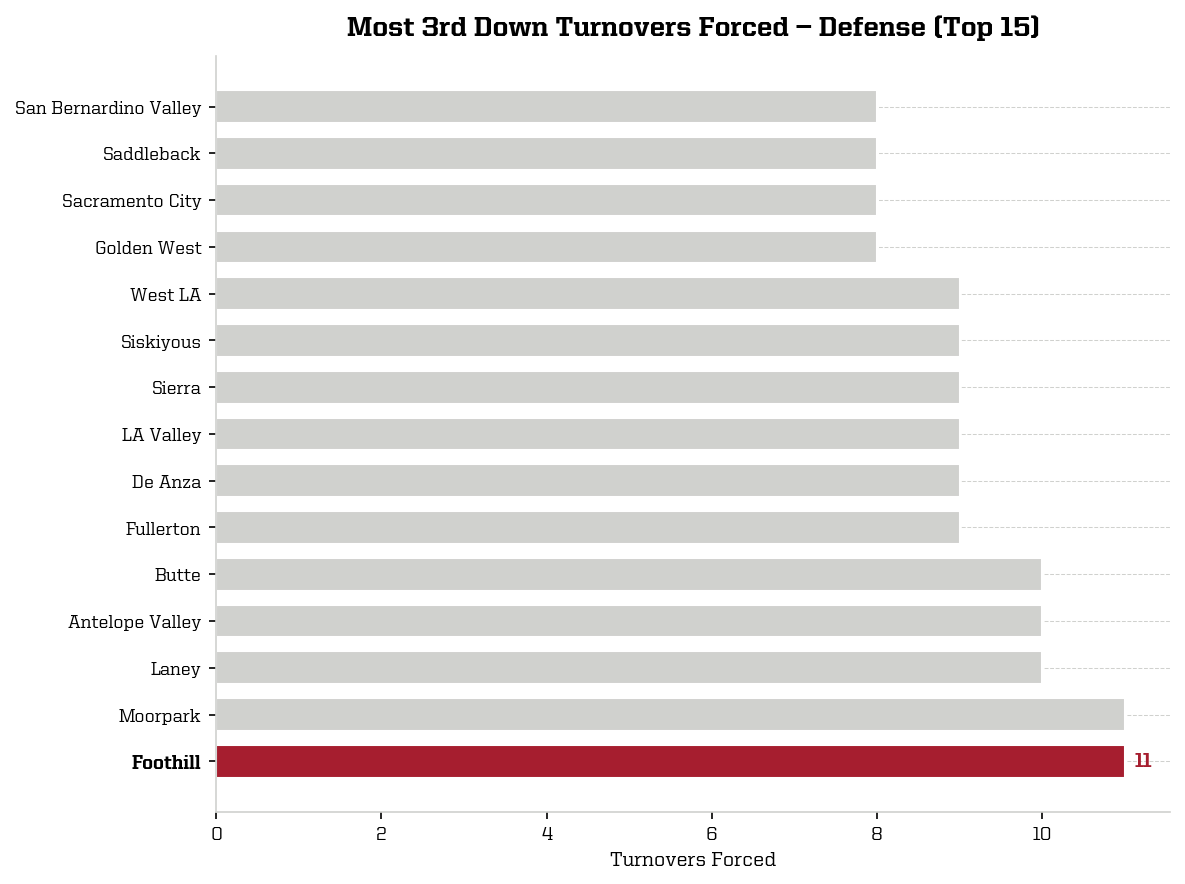 Most 3rd Down Turnovers Forced – Defense (Top 15)
San Bernardino Valley
Saddleback
Sacramento City
Golden West
West LA
Siskiyous
Sierra
LA Valley
De Anza
Fullerton
Butte
Antelope Valley
Laney
Moorpark
Foothill 11
0 2 4 6 8 10
Turnovers Forced